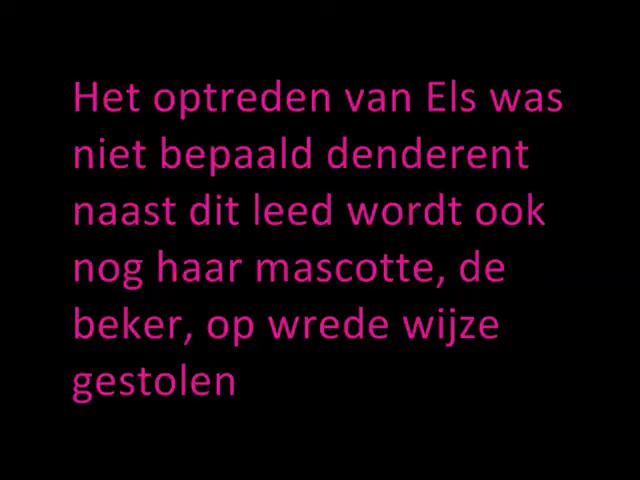 Het optreden van Els was
niet bepaald denderent
naast dit leed wordt ook
nog haar mascotte, de
beker, op wrede wijze
gestolen